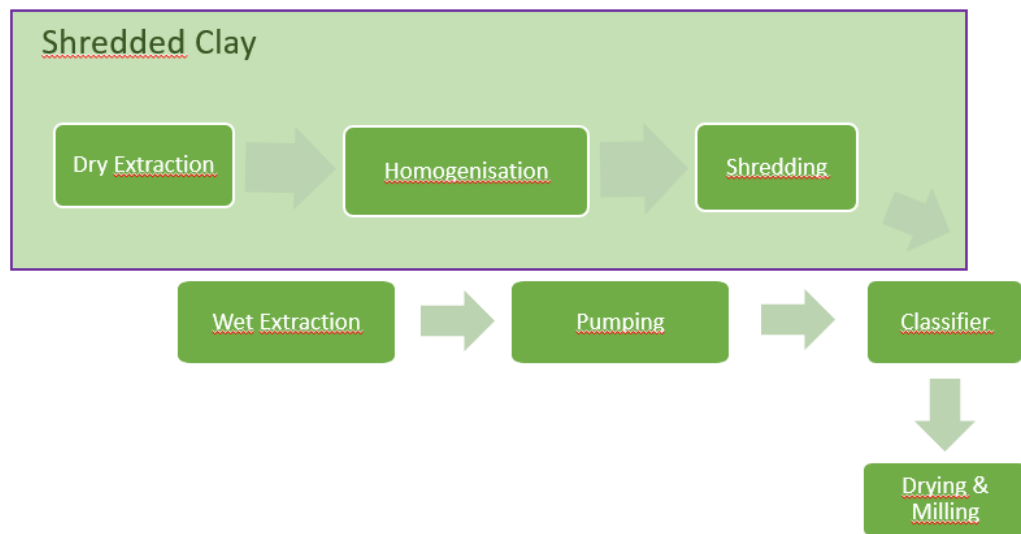 Shredded Clay
Dry Extraction
Homogenisation
Shredding
Wet Extraction
Pumping
Classifier
Drying &
Milling